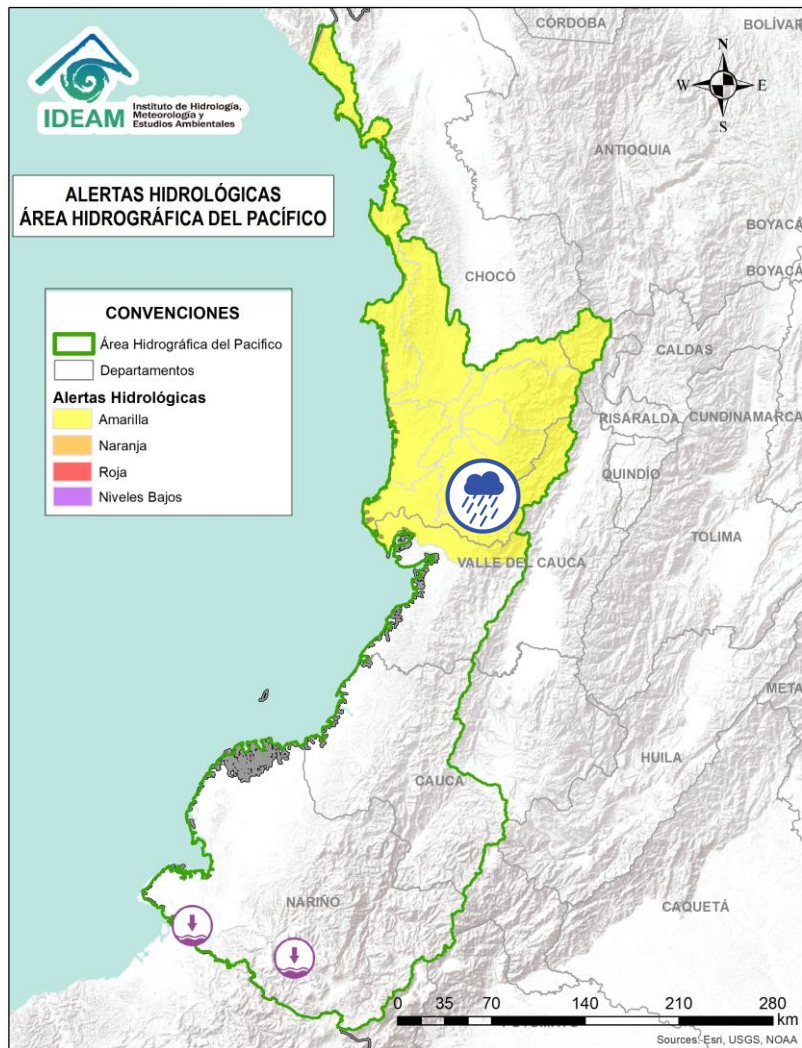 IDEAM
Instituto de Hidrología,
Meteorología y
Estudios Ambientales
CÓRDOBA
BOLÍVAR
N
W
E
S
ANTIOQUIA
ALERTAS HIDROLÓGICAS
ÁREA HIDROGRÁFICA DEL PACÍFICO
BOYACÁ
CHOCÓ
BOYACÁ
CONVENCIONES
Área Hidrográfica del Pacifico
Departamentos
Alertas Hidrológicas
Amarilla
Naranja
Roja
Niveles Bajos
CALDAS
RISARALDA
CUNDINAMARCA
QUINDÍO
TOLIMA
VALLE DEL CAUCA
META
HUILA
CAUCA
NARIÑO
CAQUETÁ
0 35 70 140 210 280
km
Sources: Esri, USGS, NOAA